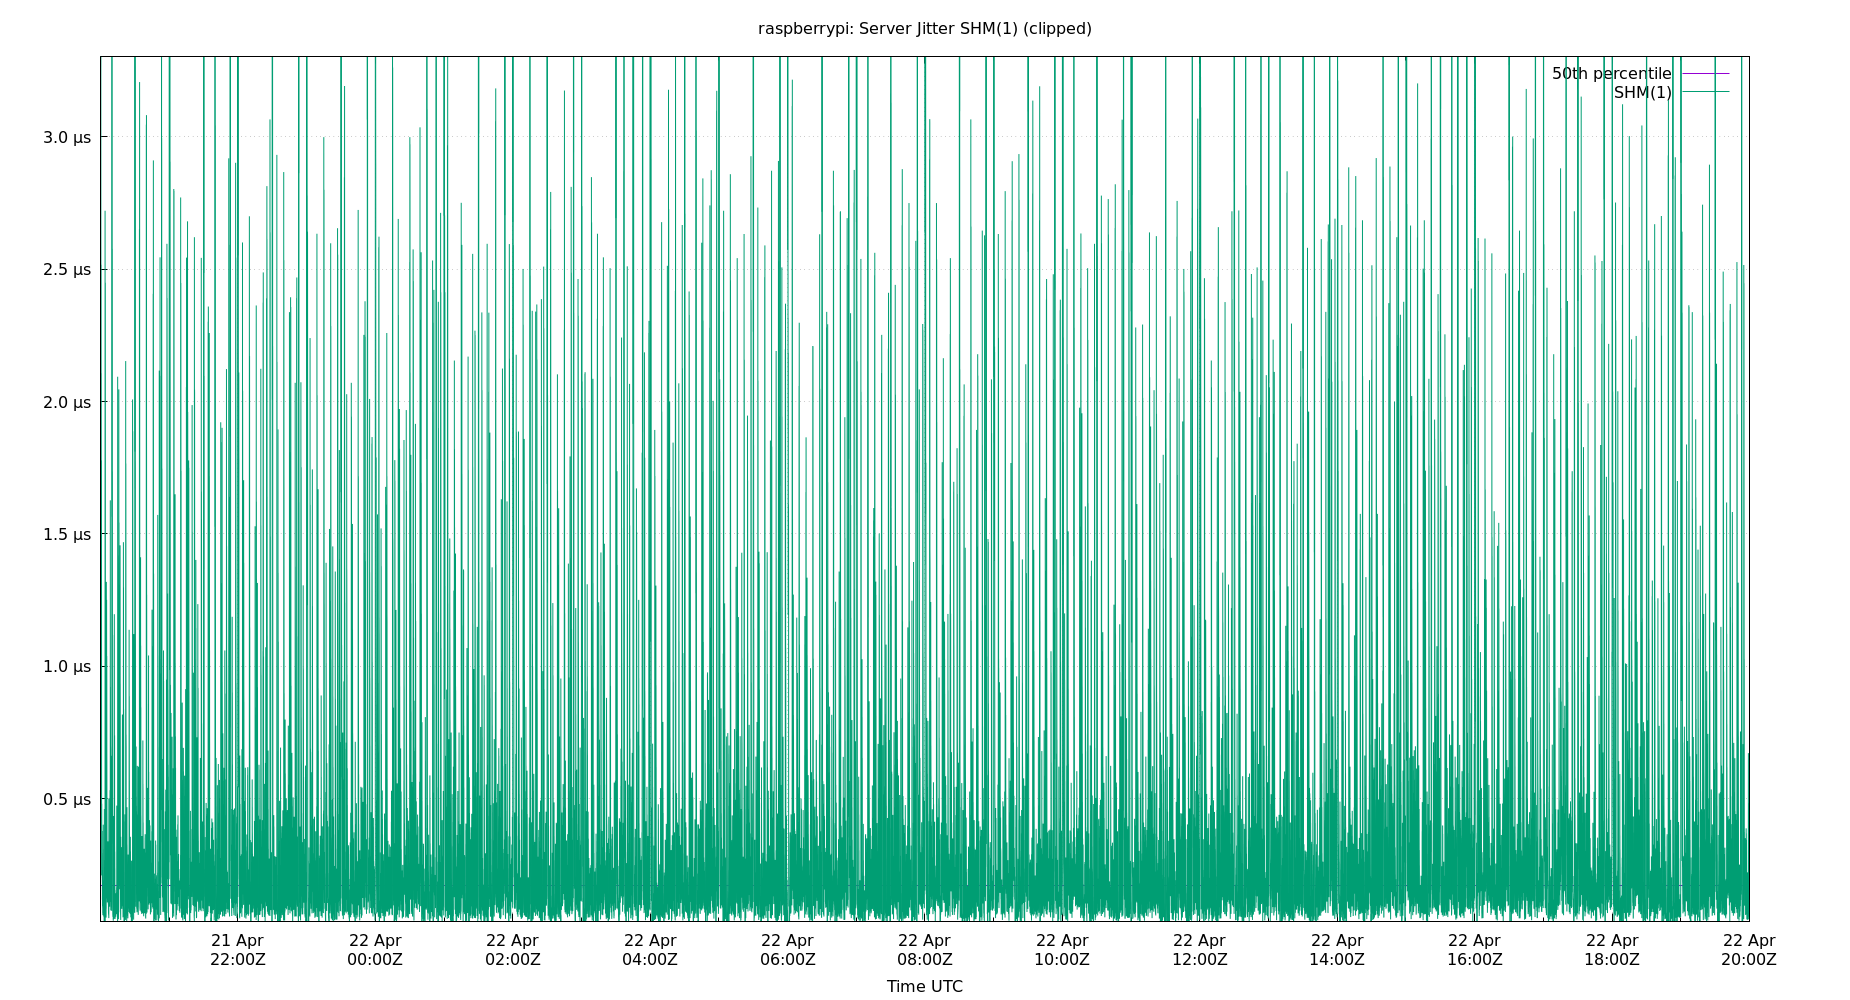 raspberrypi: Server Jitter SHM(1) (clipped)
50th percentile
SHM(1)
3.0 µs
2.5 µs
2.0 µs
1.5 µs
1.0 µs
0.5 µs
21 Apr 22 Apr 22 Apr 22 Apr 22 Apr 22 Apr 22 Apr 22 Apr 22 Apr 22 Apr 22 Apr 22 Apr
22:00Z 00:00Z 02:00Z 04:00Z 06:00Z 08:00Z 10:00Z 12:00Z 14:00Z 16:00Z 18:00Z 20:00Z
Time UTC